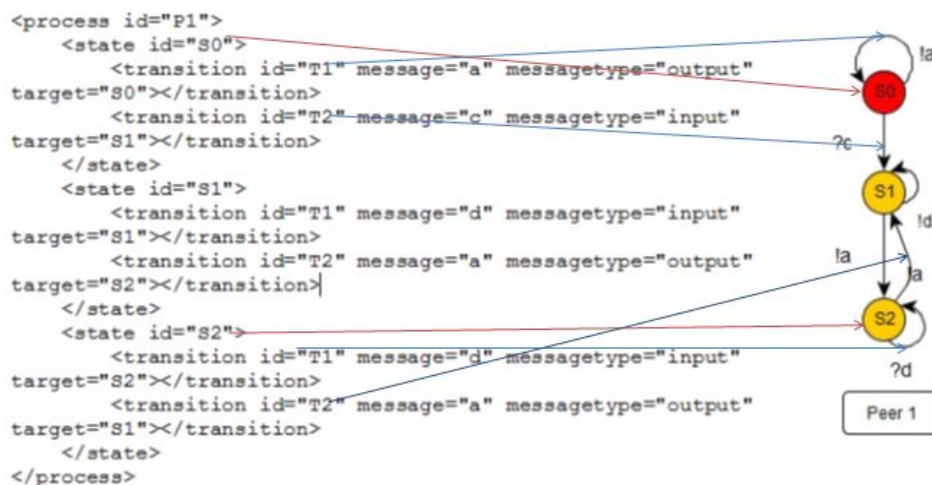 <process id="P1">
<state id="S0">
<transition id="T1" message="a" messagetype="output"
target="S0"></transition>
<transition id="T2" message="c" messagetype="input"
target="S1"></transition>
</state>
<state id="S1">
<transition id="T1" message="d" messagetype="input"
target="S1"></transition>
<transition id="T2" message="a" messagetype="output"
target="S2"></transition>
</state>
<state id="S2">
<transition id="T1" message="d" messagetype="input"
target="S2"></transition>
<transition id="T2" message="a" messagetype="output"
target="S1"></transition>
</state>
</process>
!a
S0
?c
S1
!d
!a
!a
S2
?d
Peer 1